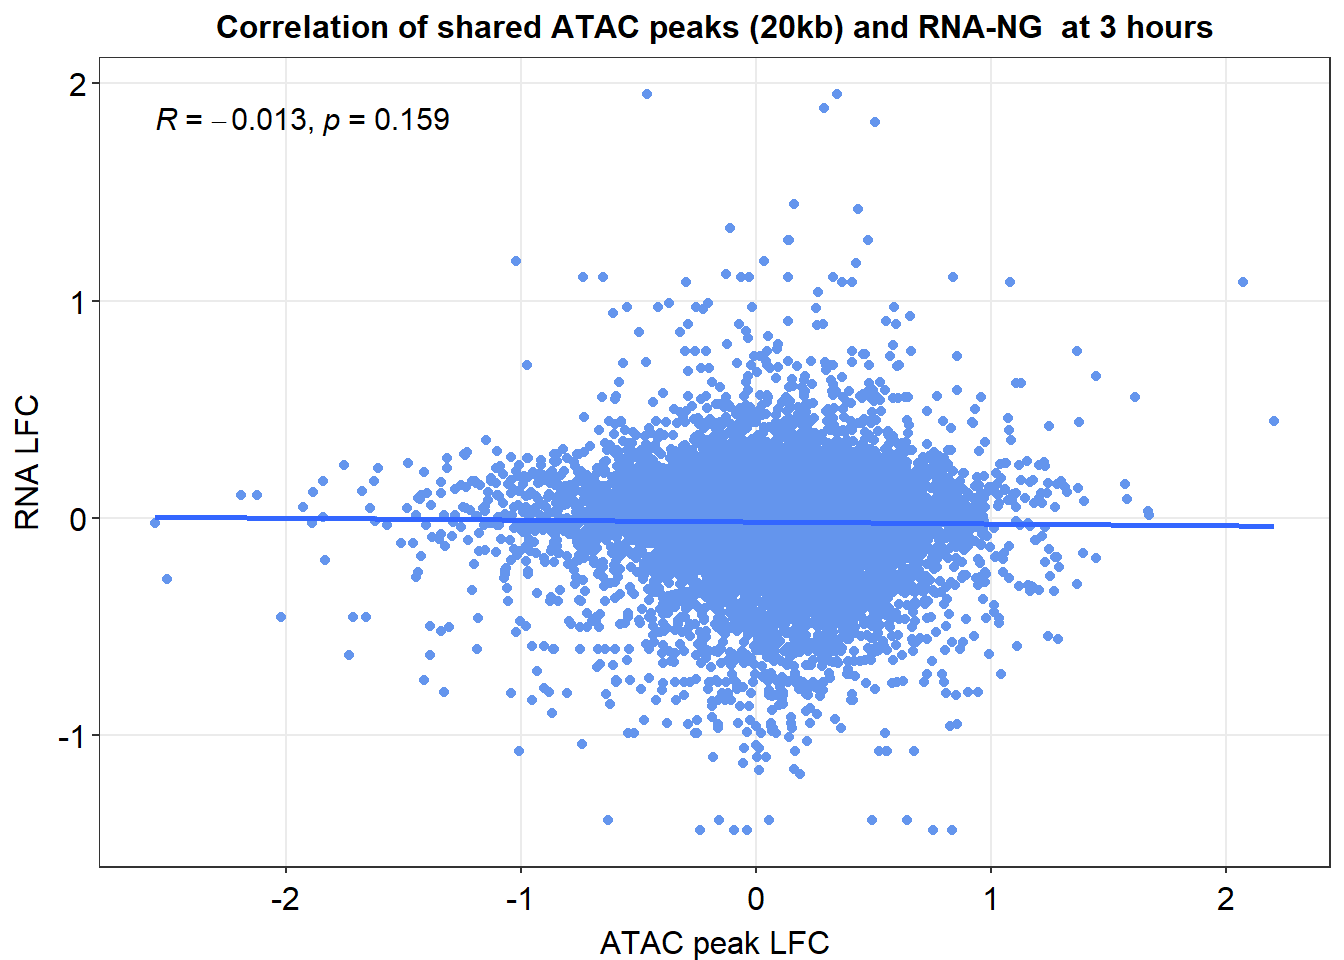 Correlation of shared ATAC peaks (20kb) and RNA-NG  at 3 hours
R = −0.013, p = 0.159
2
1
0
-1
RNA LFC
-2 -1 0 1 2
ATAC peak LFC